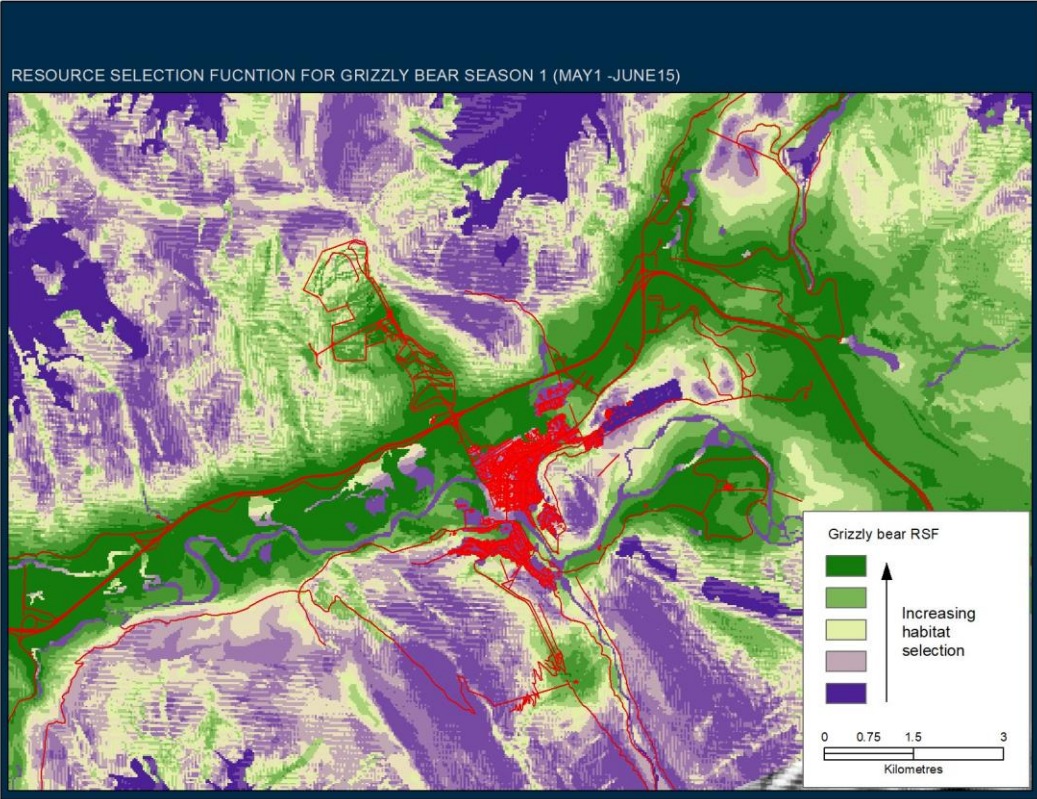 RESOURCE SELECTION FUCNTION FOR GRIZZLY BEAR SEASON 1 (MAY1 -JUNE15)
Grizzly bear RSF
Increasing
habitat
selection
0 0.75 1.5 3
Kilometres